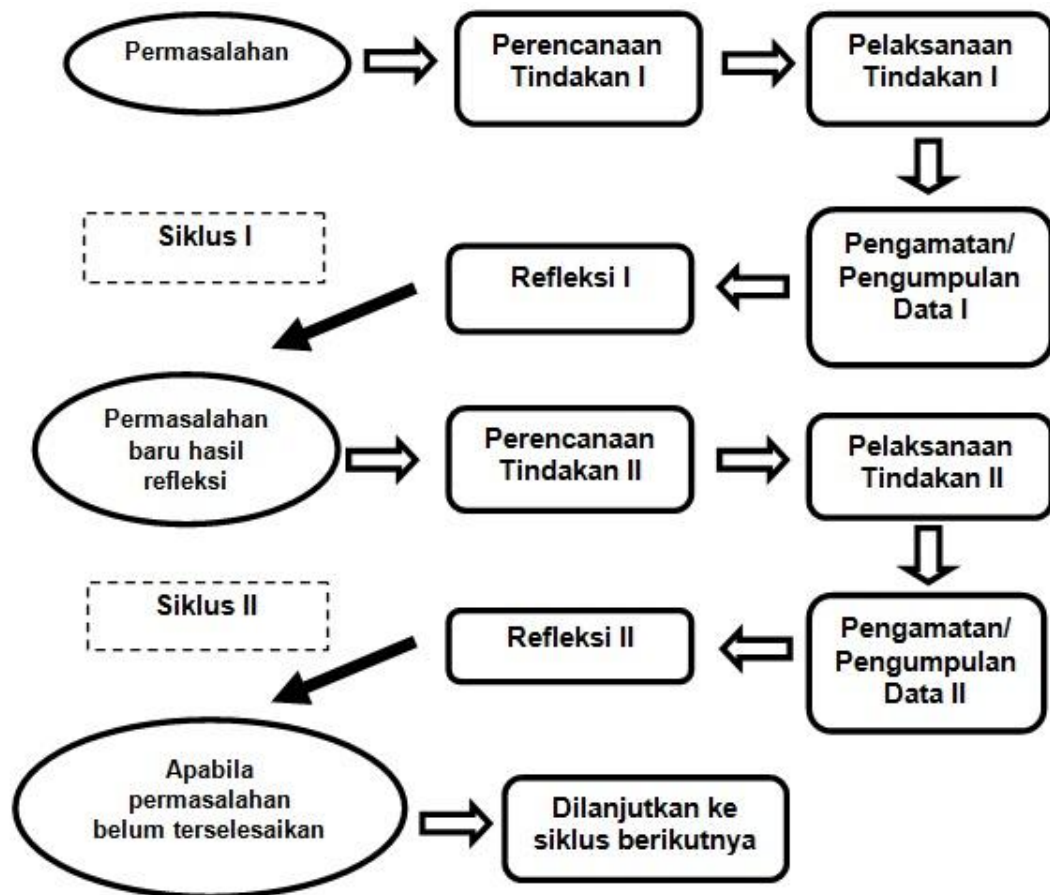 Permasalahan
Perencanaan
Tindakan I
Pelaksanaan
Tindakan I
Siklus I
Refleksi I
Pengamatan/
Pengumpulan
Data I
Permasalahan
baru hasil
refleksi
Perencanaan
Tindakan II
Pelaksanaan
Tindakan II
Siklus II
Refleksi II
Pengamatan/
Pengumpulan
Data II
Apabila
permasalahan
belum terselesaikan
Dilanjutkan ke
siklus berikutnya